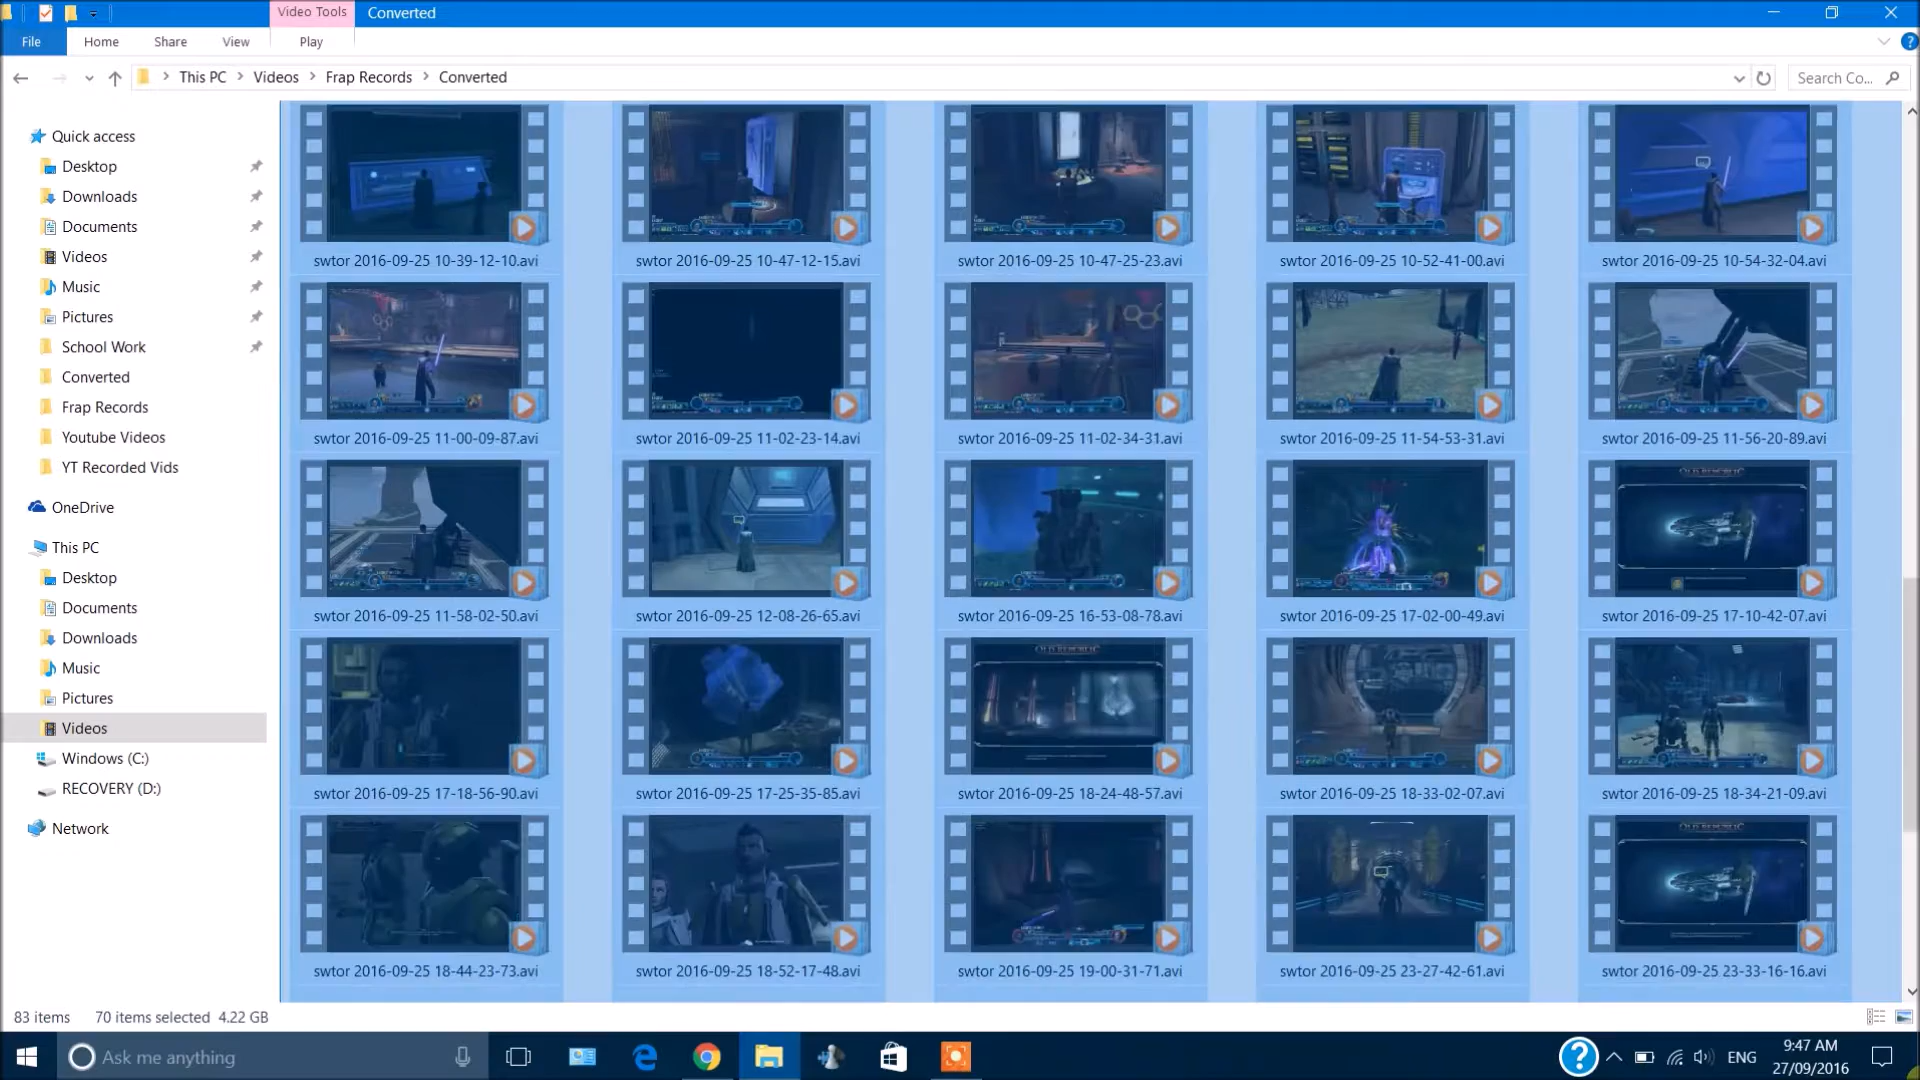 Video Tools
Converted
File
Home
Share
View
Play
This PC
Videos
Frap Records
Converted
Search Co...
Quick access
Desktop
Downloads
Documents
Videos
Music
Pictures
School Work
Converted
Frap Records
Youtube Videos
YT Recorded Vids
OneDrive
This PC
Desktop
Documents
Downloads
Music
Pictures
Videos
Windows (C:)
RECOVERY (D:)
Network
swtor 2016-09-25 10-39-12-10.avi
swtor 2016-09-25 10-47-12-15.avi
swtor 2016-09-25 10-47-25-23.avi
swtor 2016-09-25 10-52-41-00.avi
swtor 2016-09-25 10-54-32-04.avi
swtor 2016-09-25 11-00-09-87.avi
swtor 2016-09-25 11-02-23-14.avi
swtor 2016-09-25 11-02-34-31.avi
swtor 2016-09-25 11-54-53-31.avi
swtor 2016-09-25 11-56-20-89.avi
swtor 2016-09-25 11-58-02-50.avi
swtor 2016-09-25 12-08-26-65.avi
swtor 2016-09-25 16-53-08-78.avi
swtor 2016-09-25 17-02-00-49.avi
swtor 2016-09-25 17-10-42-07.avi
swtor 2016-09-25 17-18-56-90.avi
swtor 2016-09-25 17-25-35-85.avi
swtor 2016-09-25 18-24-48-57.avi
swtor 2016-09-25 18-33-02-07.avi
swtor 2016-09-25 18-34-21-09.avi
swtor 2016-09-25 18-44-23-73.avi
swtor 2016-09-25 18-52-17-48.avi
swtor 2016-09-25 19-00-31-71.avi
swtor 2016-09-25 23-27-42-61.avi
swtor 2016-09-25 23-33-16-16.avi
83 items
70 items selected 4.22 GB
Ask me anything
ENG
9:47 AM
27/09/2016